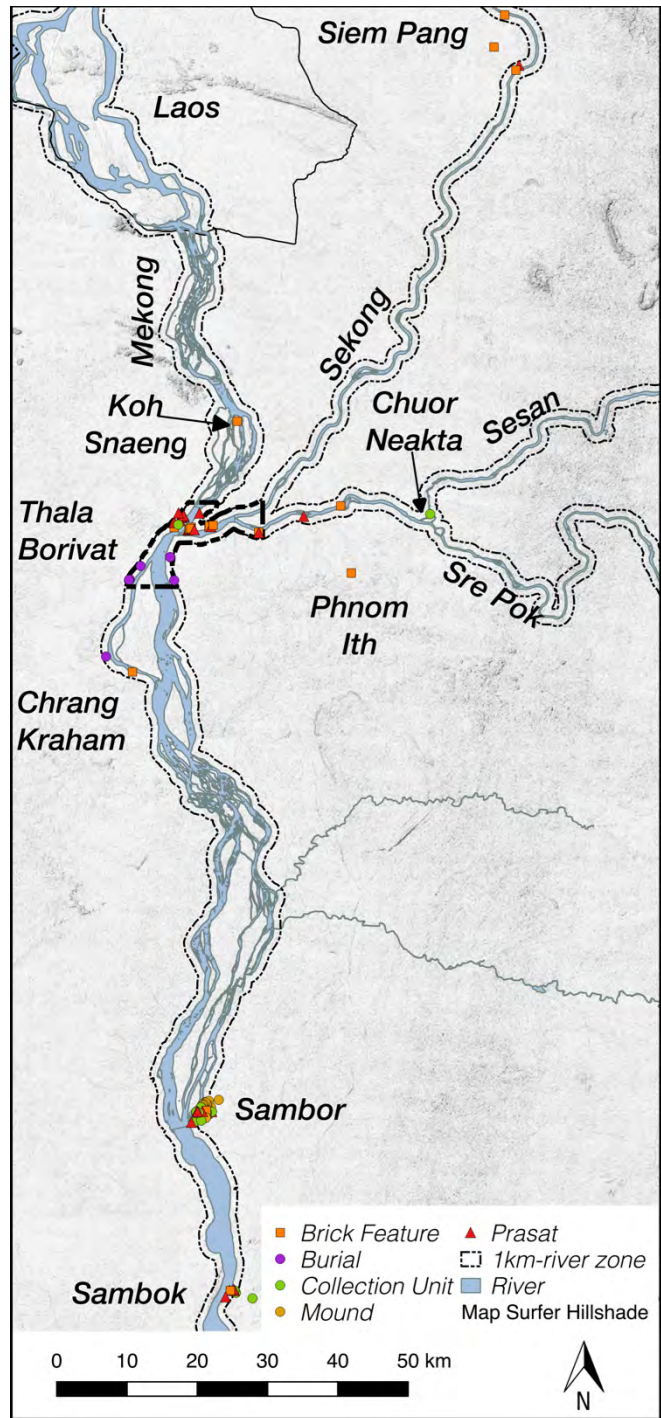 Siem Pang
Laos
Mekong
Sekong
Koh
Snaeng
Chuor
Neakta
Sesan
Thala
Borivat
Sre Pok
Phnom
Ith
Chrang
Kraham
Sambor
Sambok
Brick Feature
Burial
Collection Unit
Mound
Prasat
1km-river zone
River
Map Surfer Hillshade
0 10 20 30 40 50 km
N